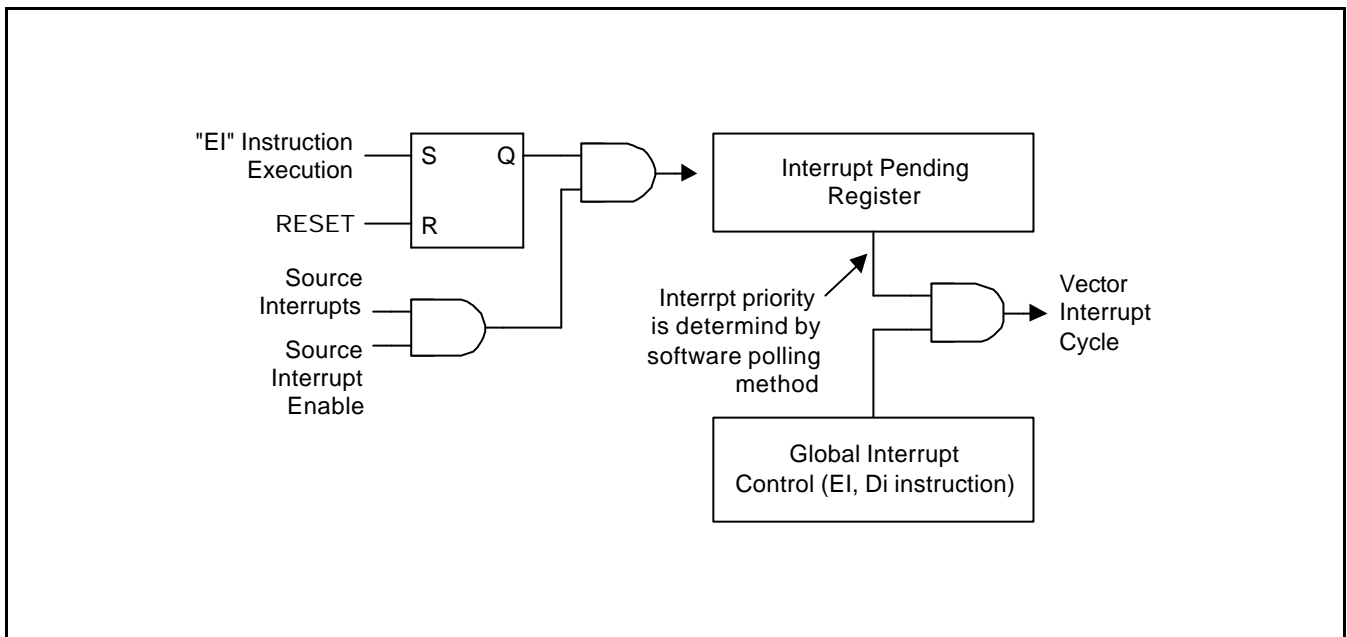 "EI" Instruction
Execution
S
Q
RESET
R
Source
Interrupts
Source
Interrupt
Enable
Interrupt Pending
Register
Interrpt priority
is determind by
software polling
method
Vector
Interrupt
Cycle
Global Interrupt
Control (EI, Di instruction)